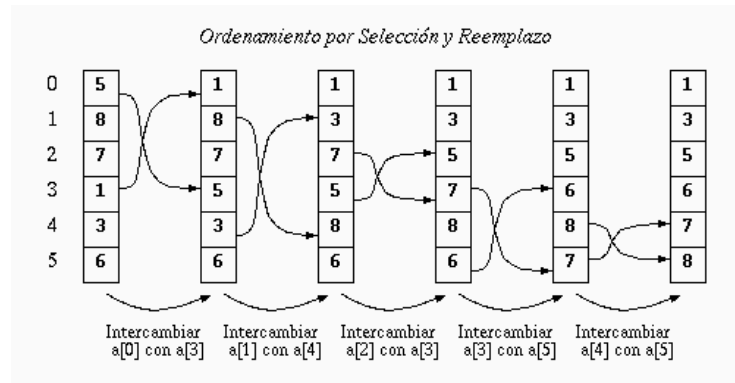 Ordenamiento por Selección y Reemplazo
0 5 1 1 1 1 1
1 8 8 3 3 3 3
2 7 7 7 5 5 5
3 1 5 5 7 6 6
4 3 3 8 8 8 7
5 6 6 6 6 7 8
Intercambiar Intercambiar Intercambiar Intercambiar Intercambiar
a[0] con a[3] a[1] con a[4] a[2] con a[3] a[3] con a[5] a[4] con a[5]